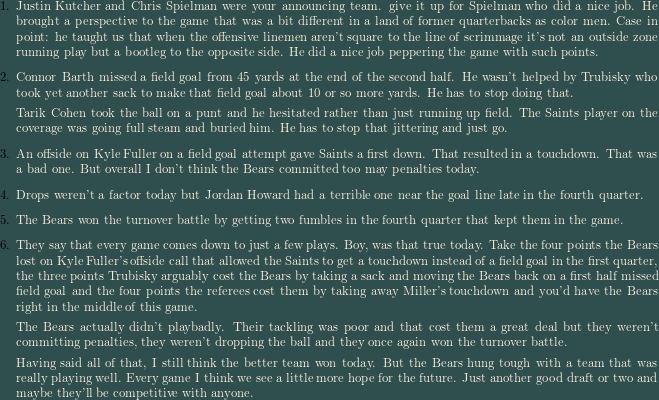 1. Justin Kutcher and Chris Spielman were your announcing team. give it up for Spielman who did a nice job. He
brought a perspective to the game that was a bit different in a land of former quarterbacks as color men. Case in
point: he taught us that when the offensive linemen aren't square to the line of scrimmage it's not an outside zone
running play but a bootleg to the opposite side. He did a nice job peppering the game with such points.
2. Connor Barth missed a field goal from 45 yards at the end of the second half. He wasn't helped by Trubisky who
took yet another sack to make that field goal about 10 or so more yards. He has to stop doing that.
Tarik Cohen took the ball on a punt and he hesitated rather than just running up field. The Saints player on the
coverage was going full steam and buried him. He has to stop that jittering and just go.
3. An offside on Kyle Fuller on a field goal attempt gave Saints a first down. That resulted in a touchdown. That was
a bad one. But overall I don't think the Bears committed too may penalties today.
4. Drops weren't a factor today but Jordan Howard had a terrible one near the goal line late in the fourth quarter.
5. The Bears won the turnover battle by getting two fumbles in the fourth quarter that kept them in the game.
6. They say that every game comes down to just a few plays. Boy, was that true today. Take the four points the Bears
lost on Kyle Fuller's offside call that allowed the Saints to get a touchdown instead of a field goal in the first quarter,
the three points Trubisky arguably cost the Bears by taking a sack and moving the Bears back on a first half missed
field goal and the four points the referees cost them by taking away Miller's touchdown and you'd have the Bears
right in the middle of this game.
The Bears actually didn't playbadly. Their tackling was poor and that cost them a great deal but they weren't
committing penalties, they weren't dropping the ball and they once again won the turnover battle.
Having said all of that, I still think the better team won today. But the Bears hung tough with a team that was
really playing well. Every game I think we see a little more hope for the future. Just another good draft or two and
maybe they'll be competitive with anyone.